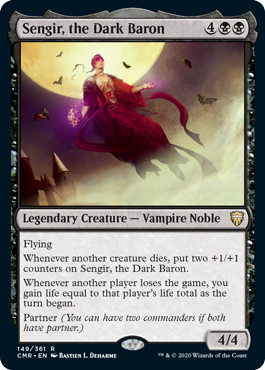 Sengir, the Dark Baron 4
Legendary Creature — Vampire Noble
Flying
Whenever another creature dies, put two +1/+1
counters on Sengir, the Dark Baron.
Whenever another player loses the game, you
gain life equal to that player's life total as the
turn began.
Partner (You can have two commanders if both
have partner.)
4/4
149/361 R
CMR • EN Bastien L. Deharme
™ & © 2020 Wizards of the Coast